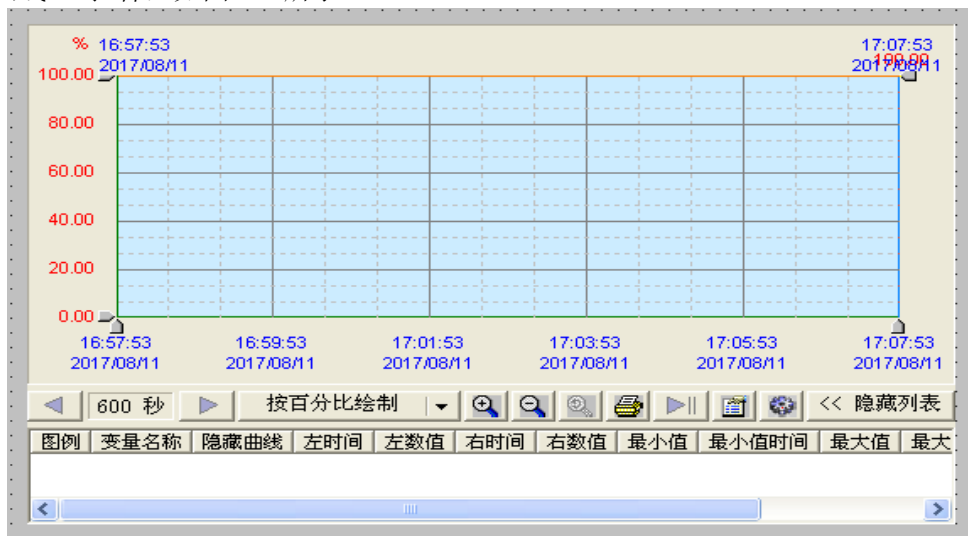 % 16:57:53 17:07:53
2017/08/11 2017/08/11
100.00 100.00
80.00
60.00
40.00
20.00
0.00
16:57:53 16:59:53 17:01:53 17:03:53 17:05:53 17:07:53
2017/08/11 2017/08/11 2017/08/11 2017/08/11 2017/08/11 2017/08/11
600 秒 按百分比绘制 << 隐藏列表
图例 变量名称 隐藏曲线 左时间 左数值 右时间 右数值 最小值 最小值时间 最大值 最大